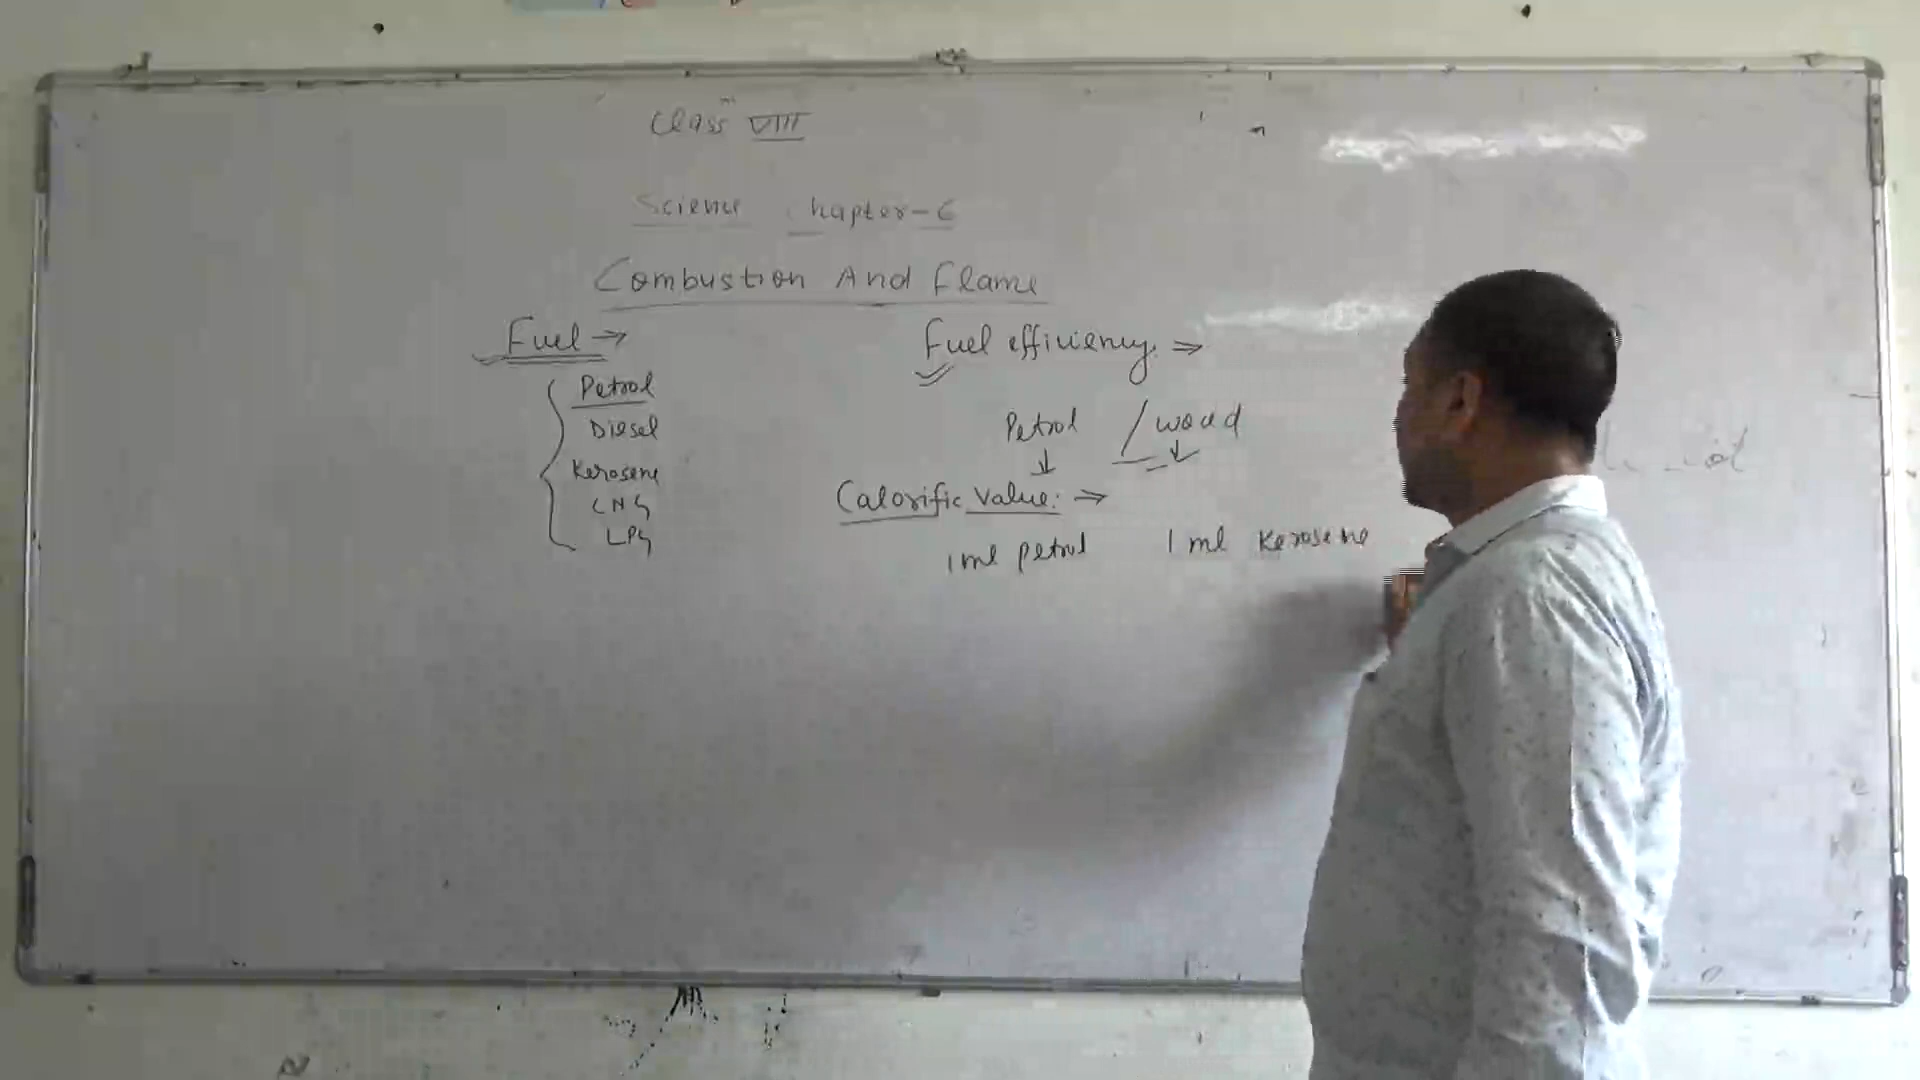 Class VIII
Science Chapter-6
Combustion And Flame
Fuel →
Petrol
Diesel
Kerosene
CNG
LPG
Fuel efficiency: ⇒
Petrol / wood
↓ ↓
Calorific value: ⇒
1 ml petrol 1 ml Kerosene